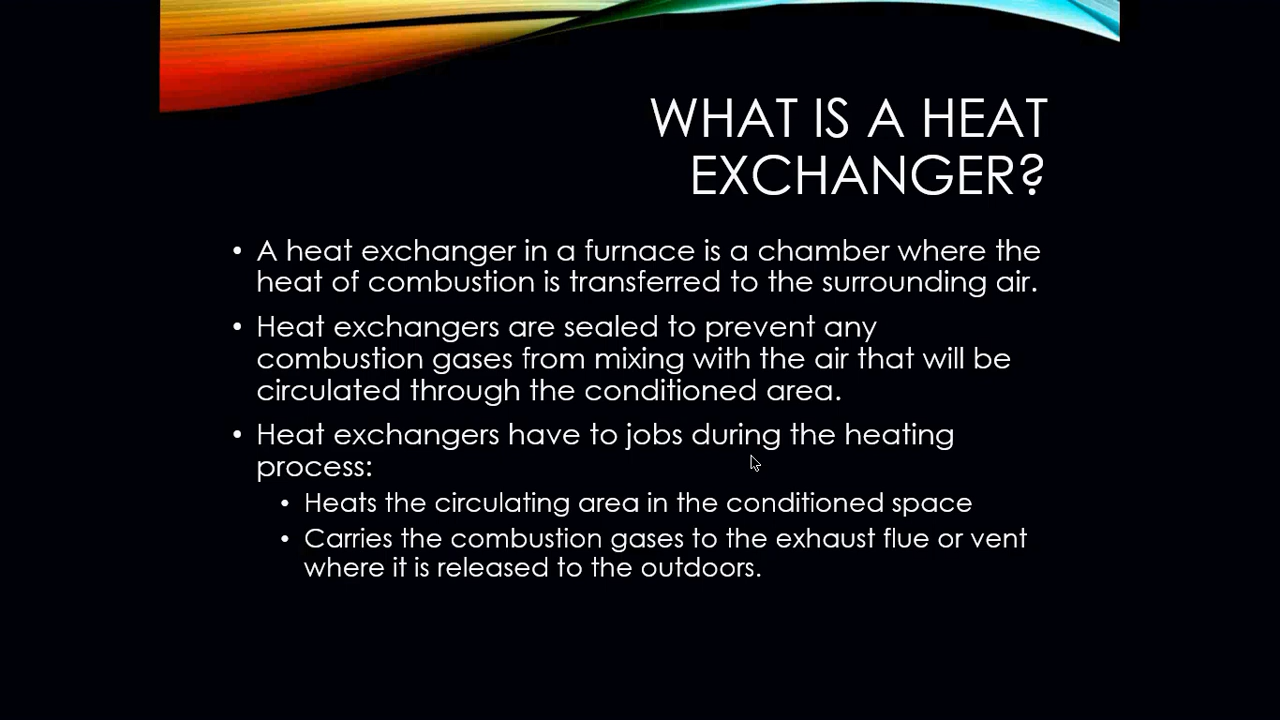 WHAT IS A HEAT
EXCHANGER?
• A heat exchanger in a furnace is a chamber where the
heat of combustion is transferred to the surrounding air.
• Heat exchangers are sealed to prevent any
combustion gases from mixing with the air that will be
circulated through the conditioned area.
• Heat exchangers have to jobs during the heating
process:
• Heats the circulating area in the conditioned space
• Carries the combustion gases to the exhaust flue or vent
where it is released to the outdoors.